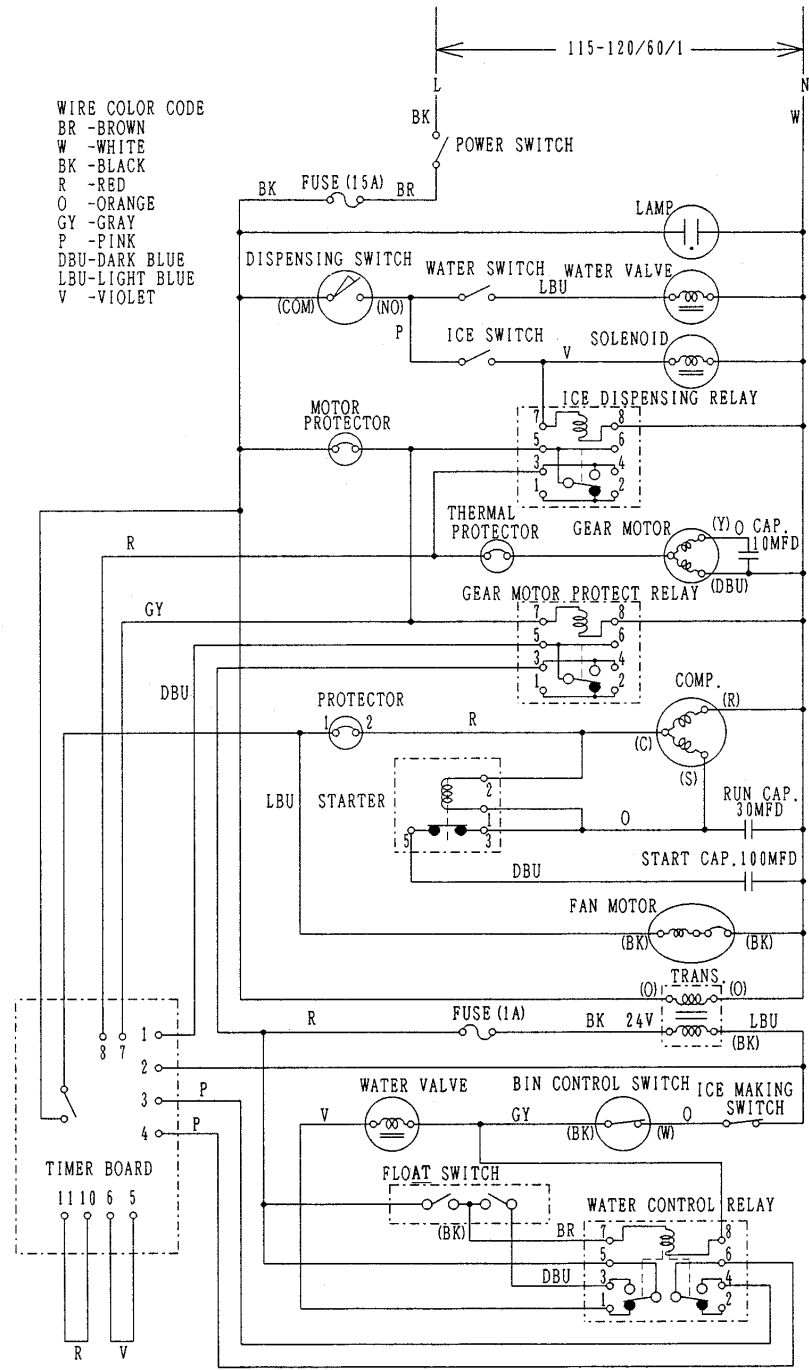 115-120/60/1
L
N
WIRE COLOR CODE
BR -BROWN
W -WHITE
BK -BLACK
R -RED
O -ORANGE
GY -GRAY
P -PINK
DBU-DARK BLUE
LBU-LIGHT BLUE
V -VIOLET
BK
W
POWER SWITCH
BK
FUSE (15A)
BR
LAMP
DISPENSING SWITCH
WATER SWITCH
WATER VALVE
LBU
(COM)
(NO)
P
ICE SWITCH
SOLENOID
V
ICE DISPENSING RELAY
MOTOR
PROTECTOR
7
8
5
6
3
4
1
2
THERMAL
PROTECTOR
GEAR MOTOR
(Y) O CAP.
10MFD
R
(DBU)
GEAR MOTOR PROTECT RELAY
GY
7
8
5
6
3
4
1
2
DBU
PROTECTOR
1
2
R
COMP.
(R)
(C)
(S)
LBU
STARTER
2
1
5
3
O
RUN CAP.
30MFD
DBU
START CAP.100MFD
FAN MOTOR
(BK)
(BK)
TRANS.
(O)
(O)
R
FUSE (1A)
BK
24V
LBU
(BK)
8
7
1
2
3
4
P
P
WATER VALVE
BIN CONTROL SWITCH
ICE MAKING
SWITCH
V
GY
(BK)
(W)
O
TIMER BOARD
11
10
6
5
FLOAT SWITCH
(BK)
WATER CONTROL RELAY
BR
7
8
5
6
DBU
3
4
1
2
R
V